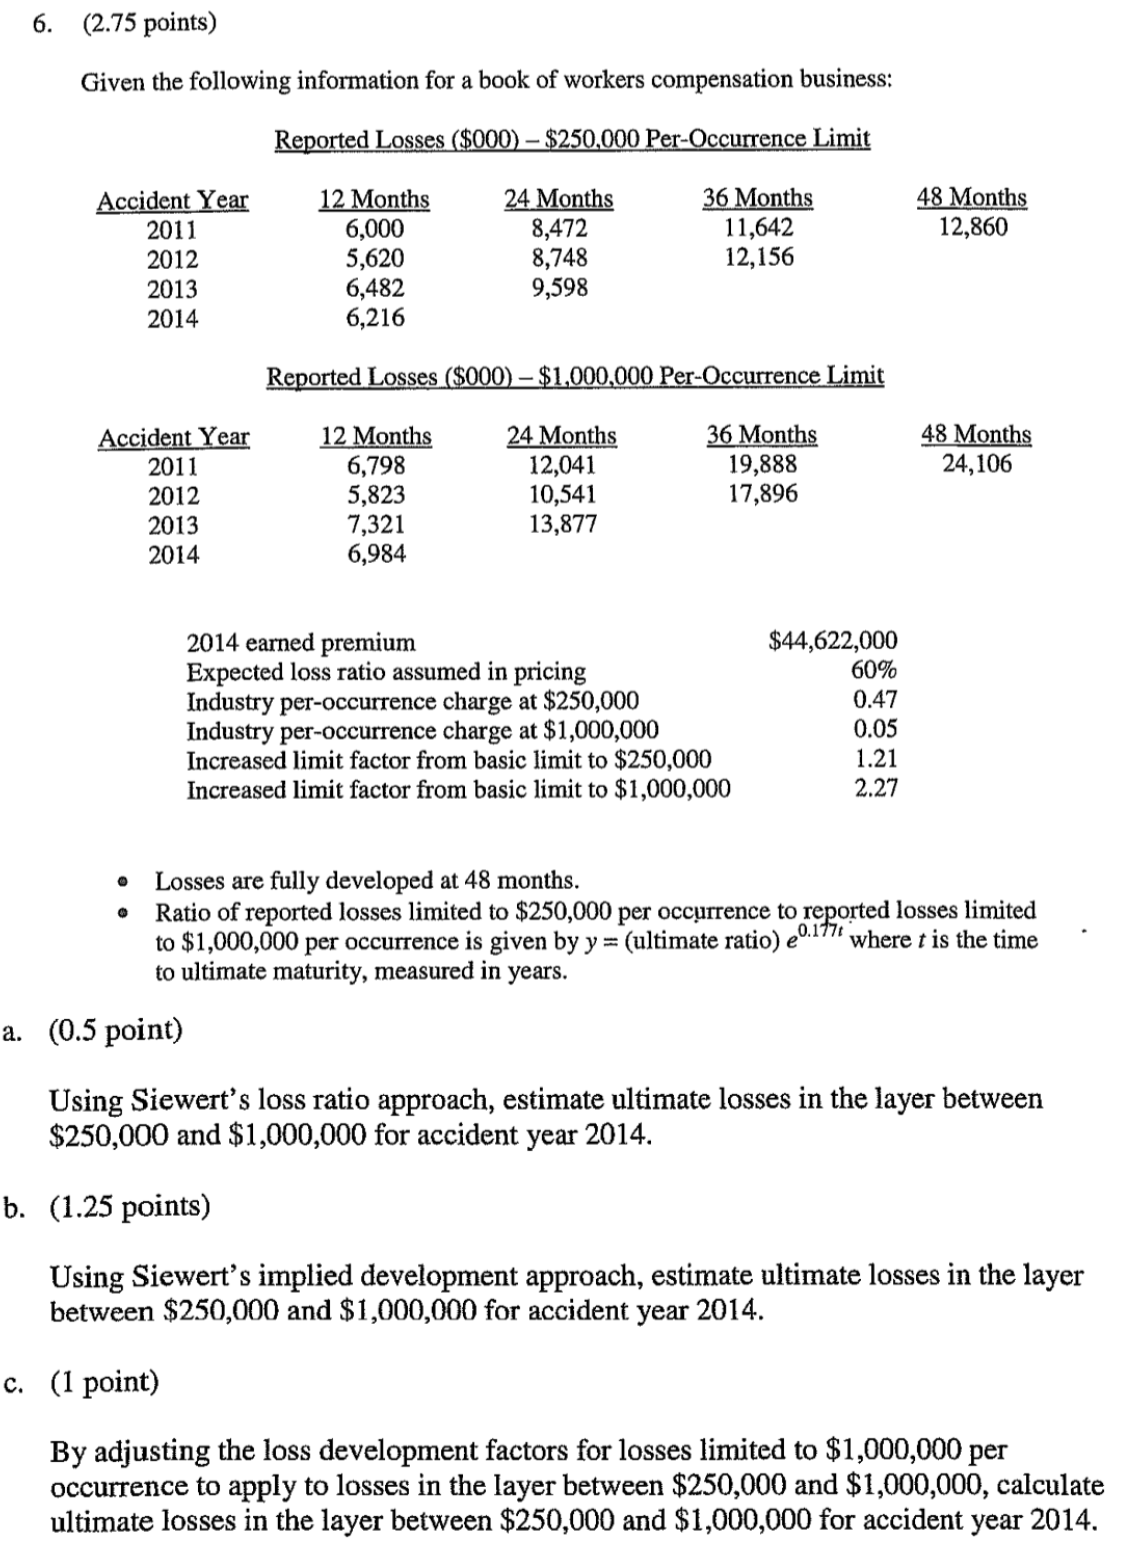 6. (2.75 points)
Given the following information for a book of workers compensation business:
Reported Losses ($000) – $250,000 Per-Occurrence Limit
Accident Year 12 Months 24 Months 36 Months 48 Months
2011 6,000 8,472 11,642 12,860
2012 5,620 8,748 12,156
2013 6,482 9,598
2014 6,216
Reported Losses ($000) – $1,000,000 Per-Occurrence Limit
Accident Year 12 Months 24 Months 36 Months 48 Months
2011 6,798 12,041 19,888 24,106
2012 5,823 10,541 17,896
2013 7,321 13,877
2014 6,984
2014 earned premium $44,622,000
Expected loss ratio assumed in pricing 60%
Industry per-occurrence charge at $250,000 0.47
Industry per-occurrence charge at $1,000,000 0.05
Increased limit factor from basic limit to $250,000 1.21
Increased limit factor from basic limit to $1,000,000 2.27
• Losses are fully developed at 48 months.
• Ratio of reported losses limited to $250,000 per occurrence to reported losses limited
to $1,000,000 per occurrence is given by y = (ultimate ratio) e^0.177t where t is the time
to ultimate maturity, measured in years.
a. (0.5 point)
Using Siewert's loss ratio approach, estimate ultimate losses in the layer between
$250,000 and $1,000,000 for accident year 2014.
b. (1.25 points)
Using Siewert's implied development approach, estimate ultimate losses in the layer
between $250,000 and $1,000,000 for accident year 2014.
c. (1 point)
By adjusting the loss development factors for losses limited to $1,000,000 per
occurrence to apply to losses in the layer between $250,000 and $1,000,000, calculate
ultimate losses in the layer between $250,000 and $1,000,000 for accident year 2014.